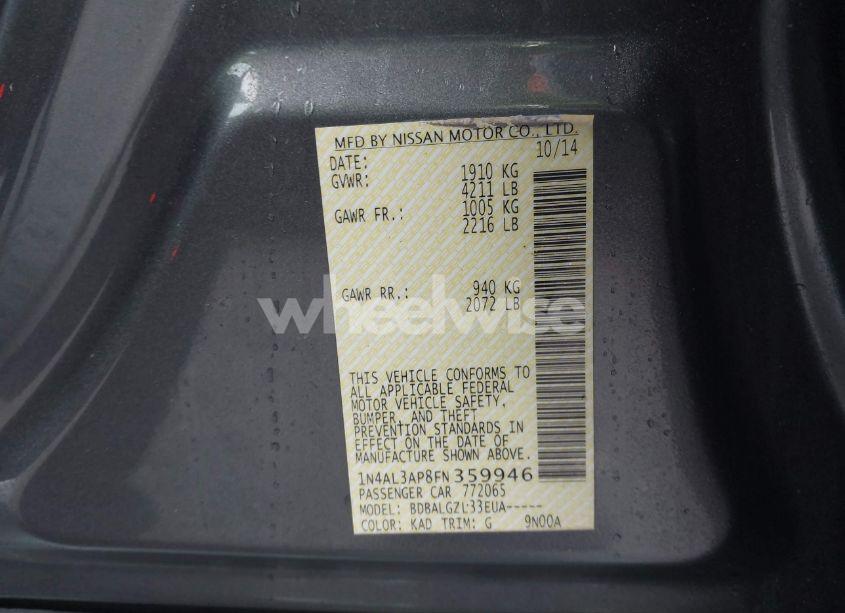 MFD BY NISSAN MOTOR CO., LTD.
DATE: 10/14
GVWR: 1910 KG
4211 LB
GAWR FR.: 1005 KG
2216 LB
GAWR RR.: 940 KG
2072 LB
wheelwise
THIS VEHICLE CONFORMS TO
ALL APPLICABLE FEDERAL
MOTOR VEHICLE SAFETY,
BUMPER, AND THEFT
PREVENTION STANDARDS IN
EFFECT ON THE DATE OF
MANUFACTURE SHOWN ABOVE.
1N4AL3AP8FN359946
PASSENGER CAR 772065
MODEL: BDBALGZL33EUA-----
COLOR: KAD TRIM: G 9N00A